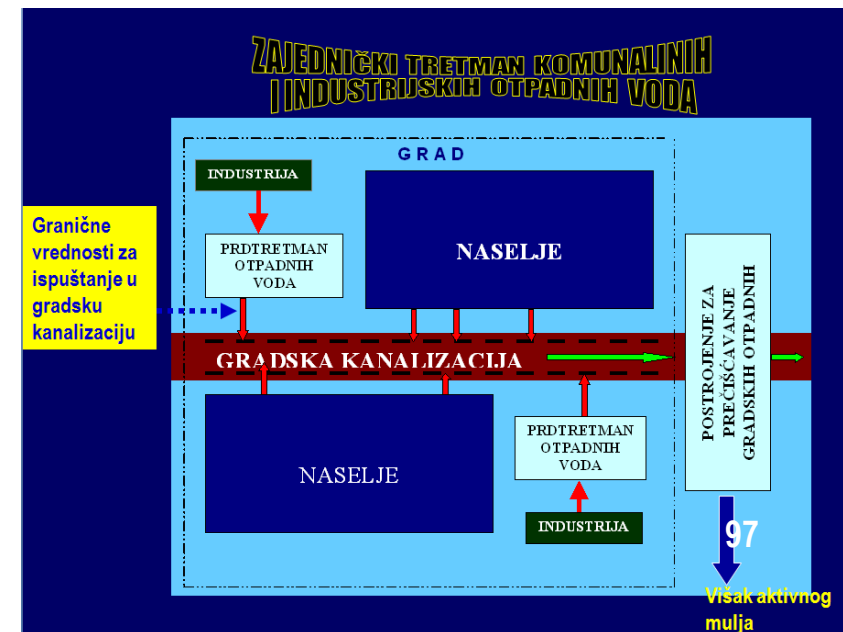 ZAJEDNIČKI TRETMAN KOMUNALINIH
I INDUSTRIJSKIH OTPADNIH VODA
GRAD
INDUSTRIJA
Granične
vrednosti za
ispuštanje u
gradsku
kanalizaciju
PRDTRETMAN
OTPADNIH
VODA
NASELJE
GRADSKA KANALIZACIJA
POSTROJENJE ZA
PREČIŠĆAVANJE
GRADSKIH OTPADNIH
NASELJE
PRDTRETMAN
OTPADNIH
VODA
INDUSTRIJA
97
Višak aktivnog
mulja